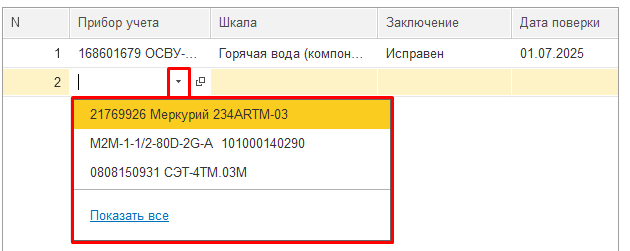 N Прибор учета Шкала Заключение Дата поверки
1 168601679 ОСВУ-... Горячая вода (компон... Исправен 01.07.2025
2
21769926 Меркурий 234ARTM-03
M2M-1-1/2-80D-2G-A 101000140290
0808150931 СЭТ-4ТМ.03М
Показать все